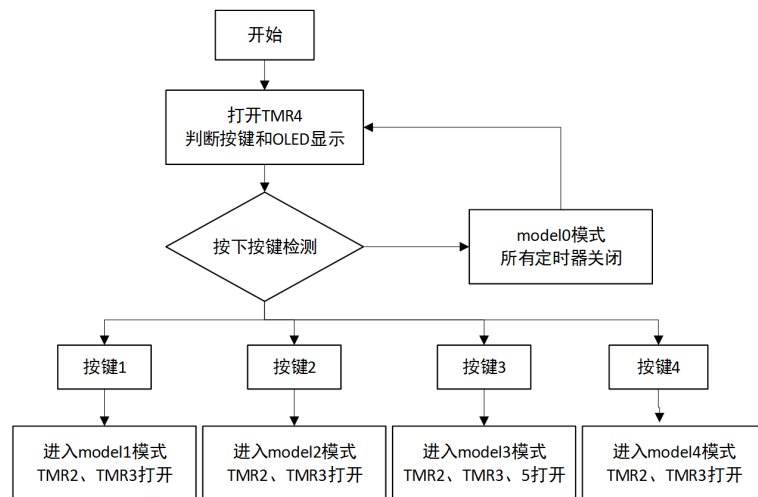 开始
打开TMR4
判断按键和OLED显示
按下按键检测
model0模式
所有定时器关闭
按键1
按键2
按键3
按键4
进入model1模式
TMR2、TMR3打开
进入model2模式
TMR2、TMR3打开
进入model3模式
TMR2、TMR3、5打开
进入model4模式
TMR2、TMR3打开